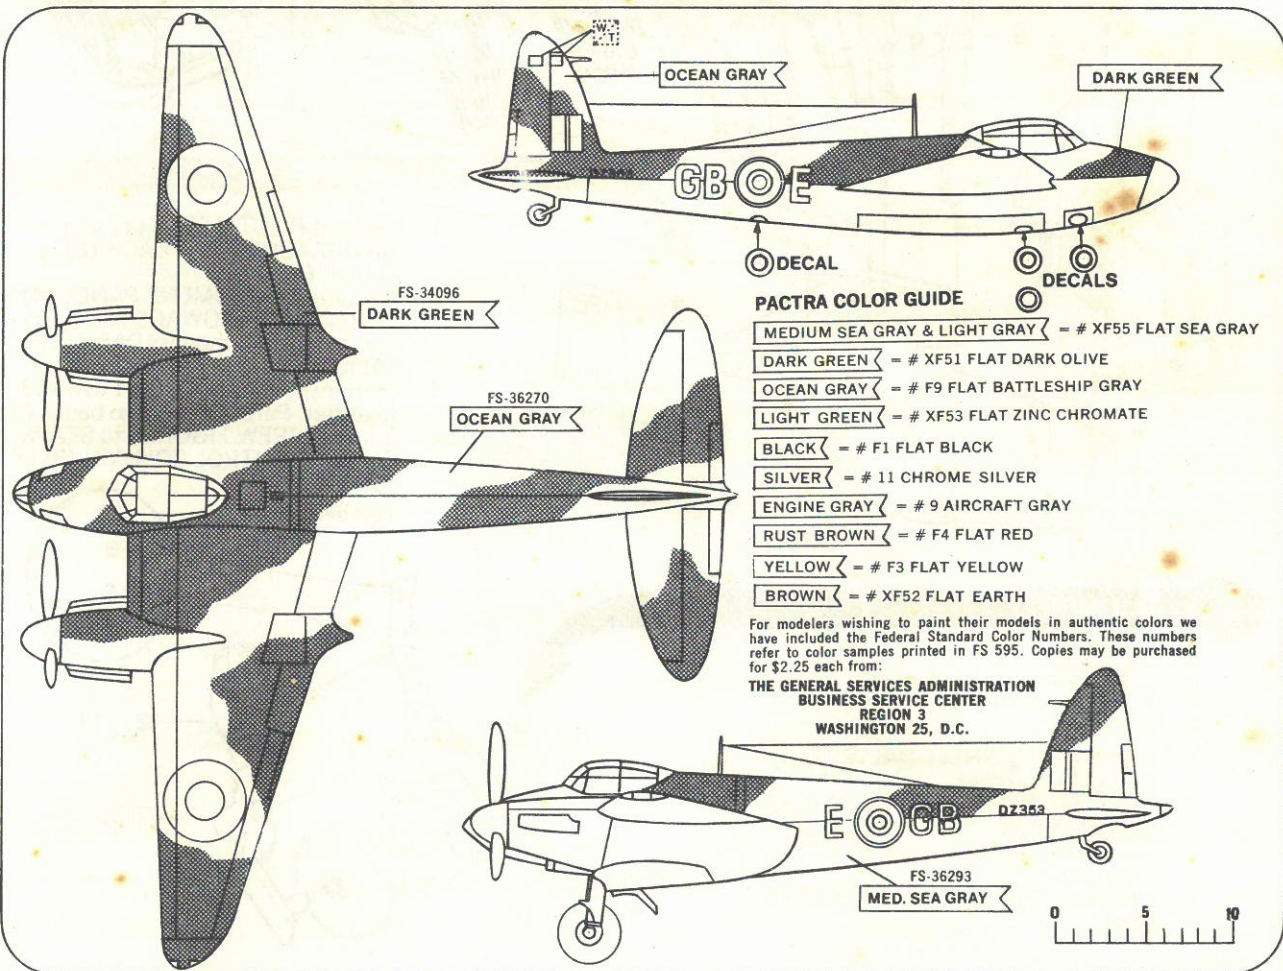 W
T
OCEAN GRAY
DARK GREEN
GB E
DECAL
DECALS
FS-34096
DARK GREEN
FS-36270
OCEAN GRAY
PACTRA COLOR GUIDE
MEDIUM SEA GRAY & LIGHT GRAY = # XF55 FLAT SEA GRAY
DARK GREEN = # XF51 FLAT DARK OLIVE
OCEAN GRAY = # F9 FLAT BATTLESHIP GRAY
LIGHT GREEN = # XF53 FLAT ZINC CHROMATE
BLACK = # F1 FLAT BLACK
SILVER = # 11 CHROME SILVER
ENGINE GRAY = # 9 AIRCRAFT GRAY
RUST BROWN = # F4 FLAT RED
YELLOW = # F3 FLAT YELLOW
BROWN = # XF52 FLAT EARTH
For modelers wishing to paint their models in authentic colors we
have included the Federal Standard Color Numbers. These numbers
refer to color samples printed in FS 595. Copies may be purchased
for $2.25 each from:
THE GENERAL SERVICES ADMINISTRATION
BUSINESS SERVICE CENTER
REGION 3
WASHINGTON 25, D.C.
E GB DZ353
FS-36293
MED. SEA GRAY
0 5 10